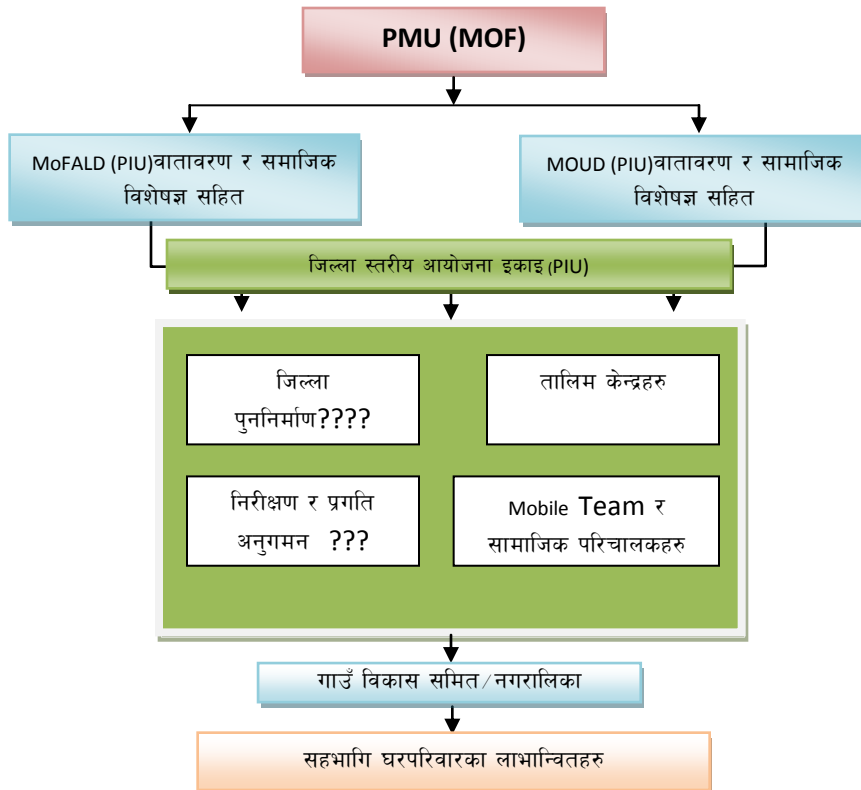 PMU (MOF)
MoFALD (PIU)वातावरण र समाजिक
विशेषज्ञ सहित
MOUD (PIU)वातावरण र सामाजिक
विशेषज्ञ सहित
जिल्ला स्तरीय आयोजना इकाइ(PIU)
जिल्ला
पुननिर्माण????
तालिम केन्द्रहरु
निरीक्षण र प्रगति
अनुगमन ???
Mobile Team र
सामाजिक परिचालकहरु
गाउँ विकास समित/नगरालिका
सहभागि घरपरिवारका लाभान्वितहरु